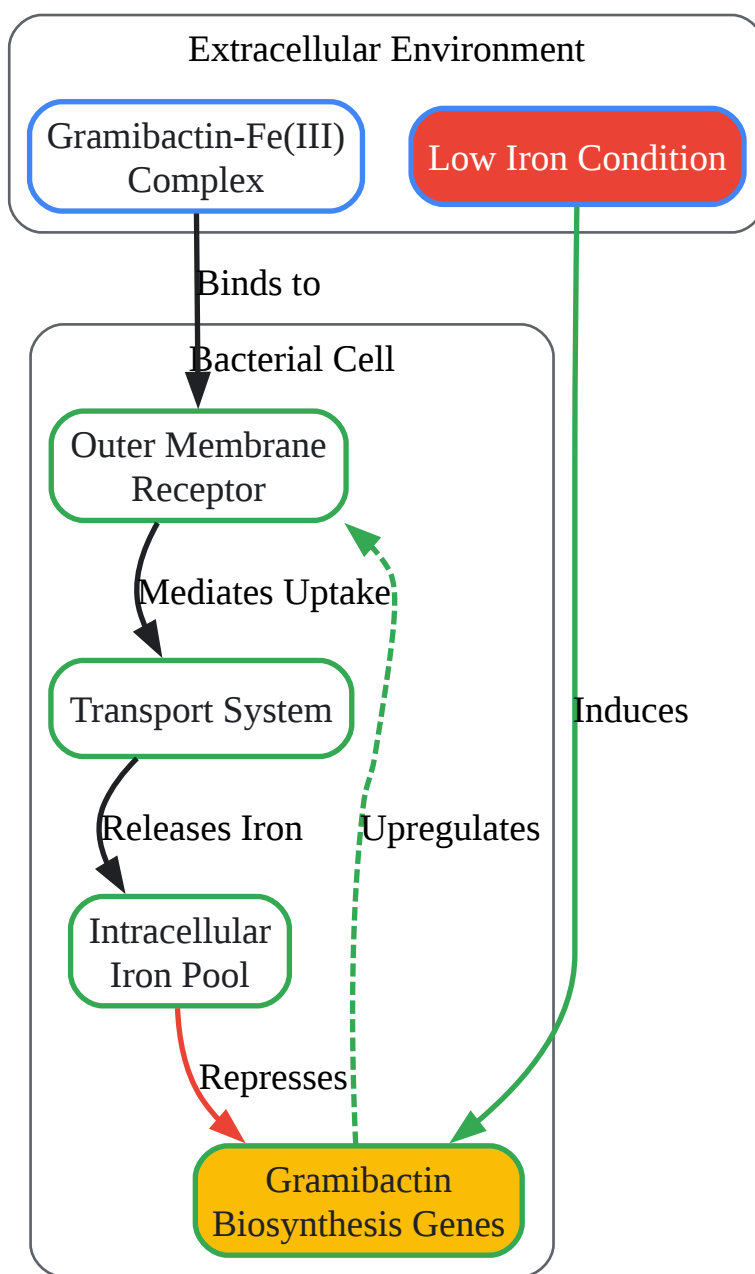 Extracellular Environment
Gramibactin-Fe(III)
Complex
Low Iron Condition
Binds to
Bacterial Cell
Outer Membrane
Receptor
Mediates Uptake
Transport System
Induces
Releases Iron
Upregulates
Intracellular
Iron Pool
Represses
Gramibactin
Biosynthesis Genes